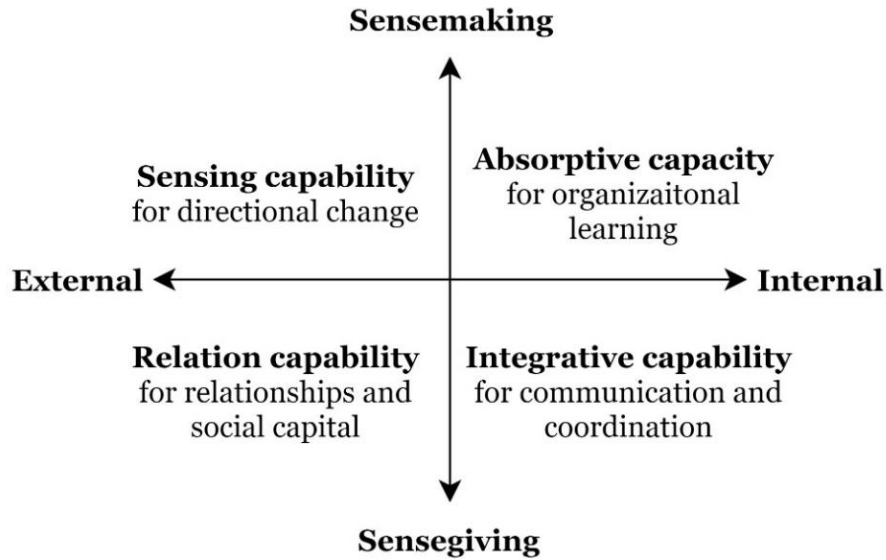 Sensemaking
Sensing capability
for directional change
Absorptive capacity
for organizaitonal
learning
External
Internal
Relation capability
for relationships and
social capital
Integrative capability
for communication and
coordination
Sensegiving